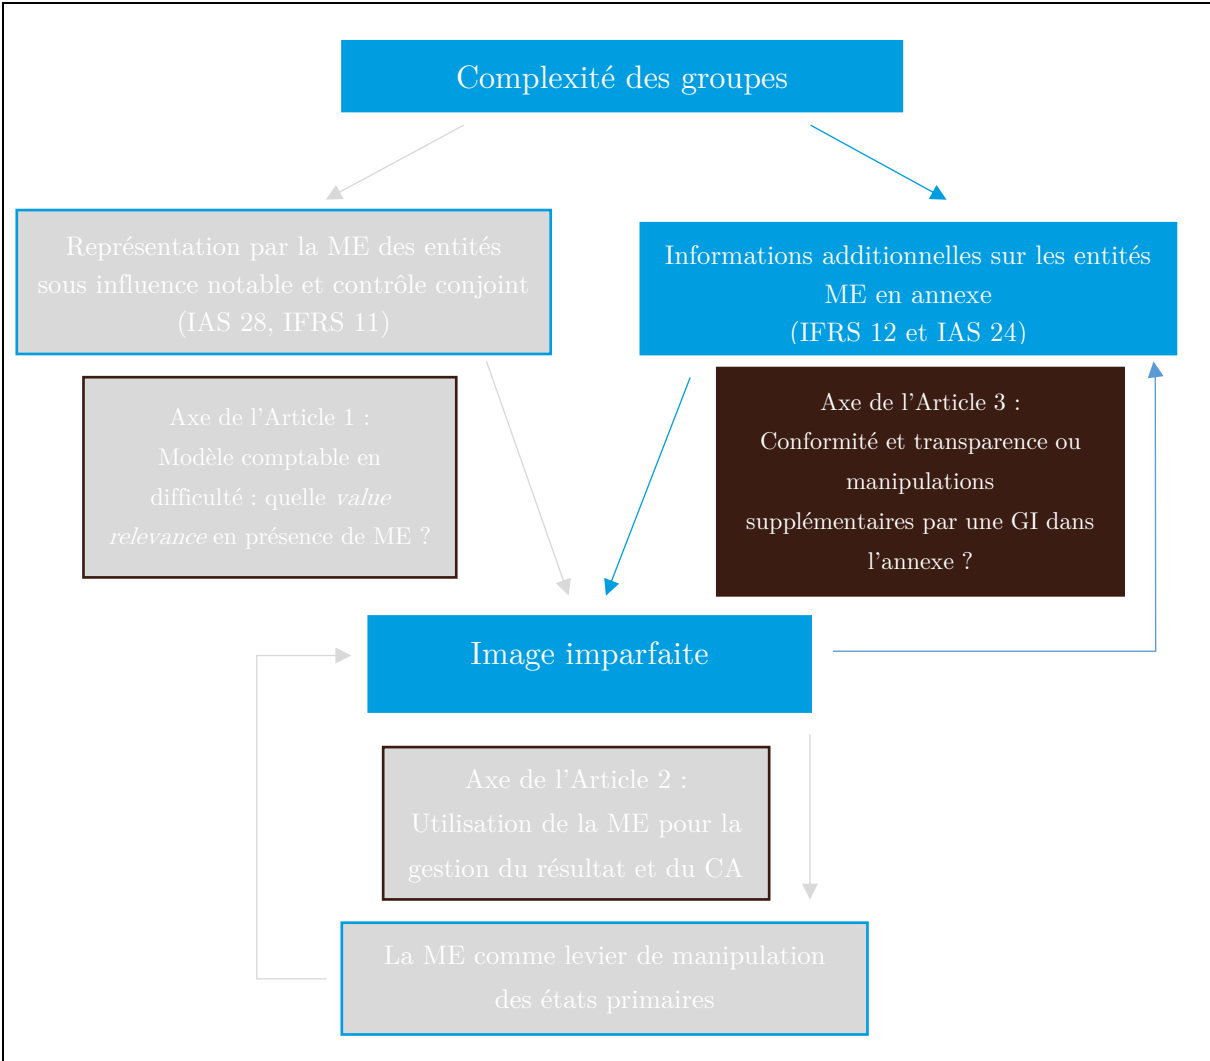 Complexité des groupes
Représentation par la ME des entités
sous influence notable et contrôle conjoint
(IAS 28, IFRS 11)
Informations additionnelles sur les entités
ME en annexe
(IFRS 12 et IAS 24)
Axe de l'Article 1 :
Modèle comptable en
difficulté : quelle value
relevance en présence de ME ?
Axe de l'Article 3 :
Conformité et transparence ou
manipulations
supplémentaires par une GI dans
l'annexe ?
Image imparfaite
Axe de l'Article 2 :
Utilisation de la ME pour la
gestion du résultat et du CA
La ME comme levier de manipulation
des états primaires